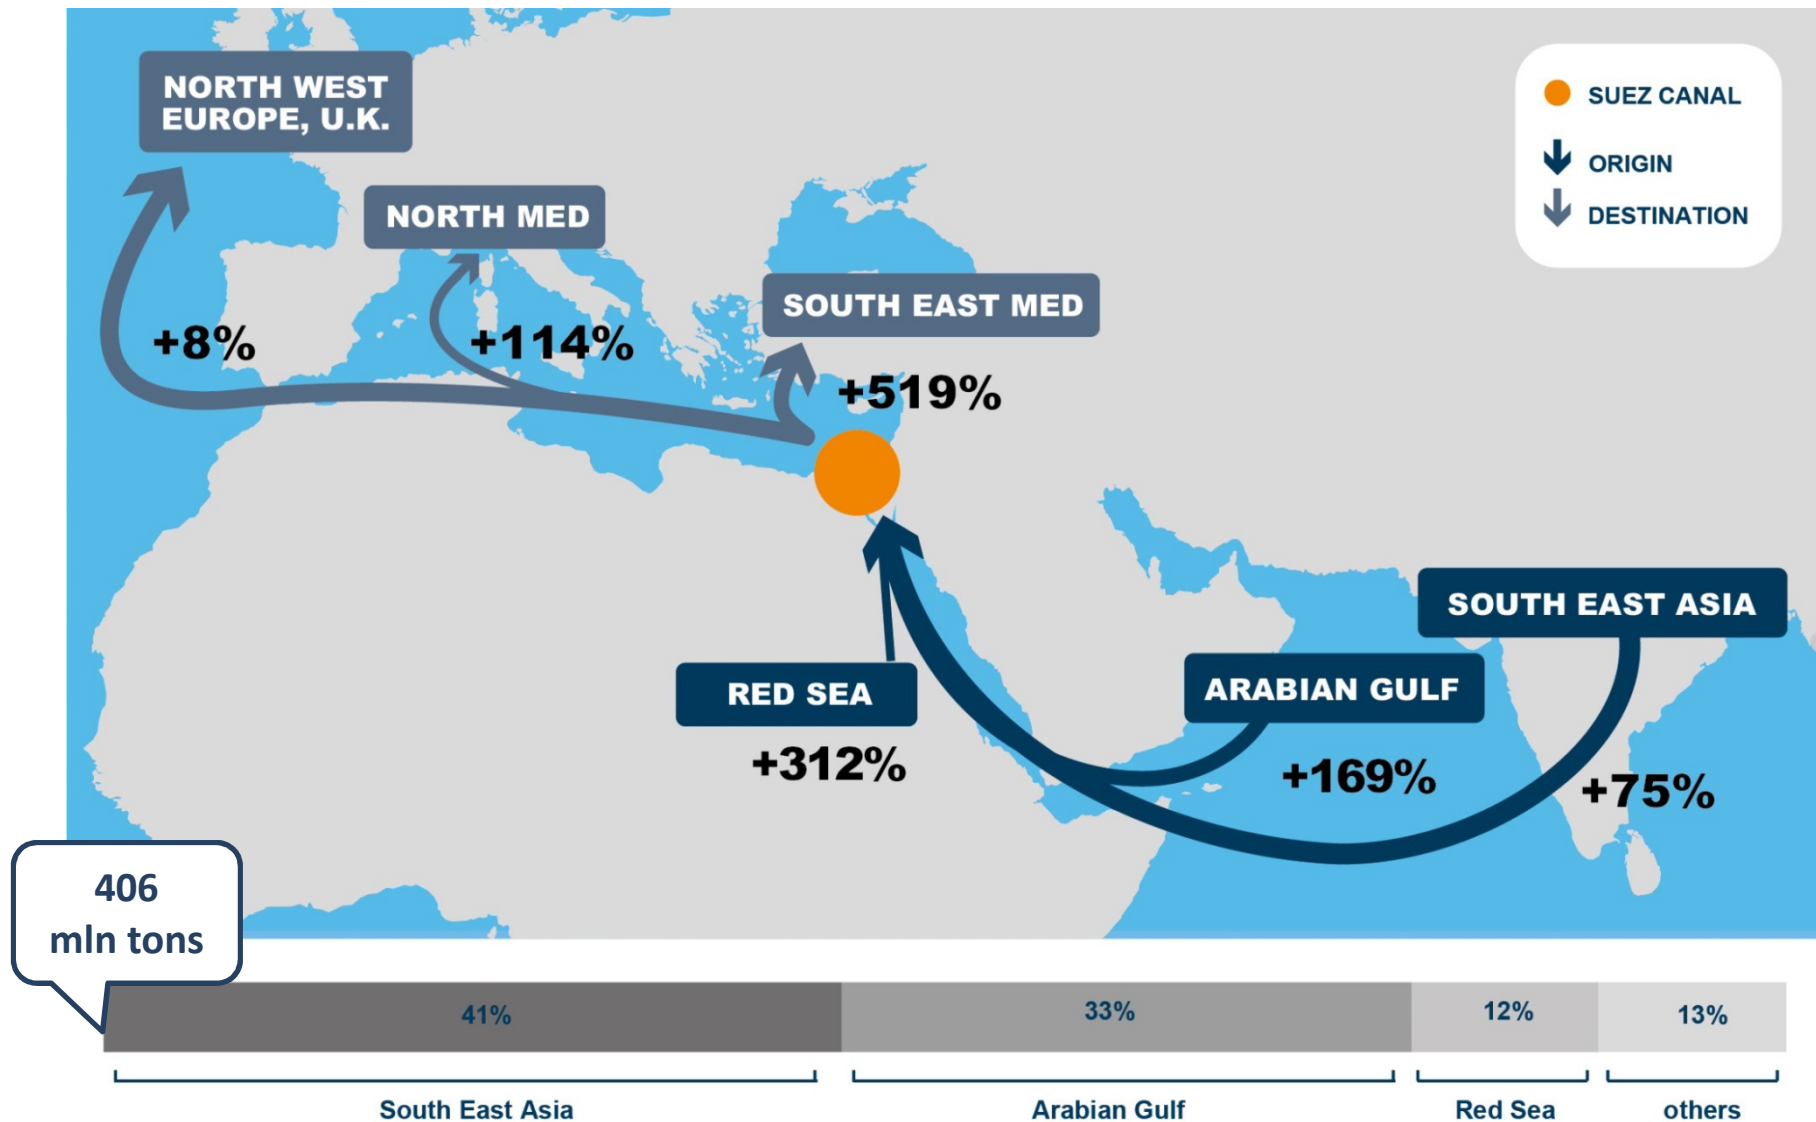 NORTH WEST
EUROPE, U.K.
SUEZ CANAL
ORIGIN
DESTINATION
NORTH MED
SOUTH EAST MED
+8%
+114%
+519%
SOUTH EAST ASIA
RED SEA
ARABIAN GULF
+312%
+169%
+75%
406
mln tons
41%
33%
12%
13%
South East Asia
Arabian Gulf
Red Sea
others